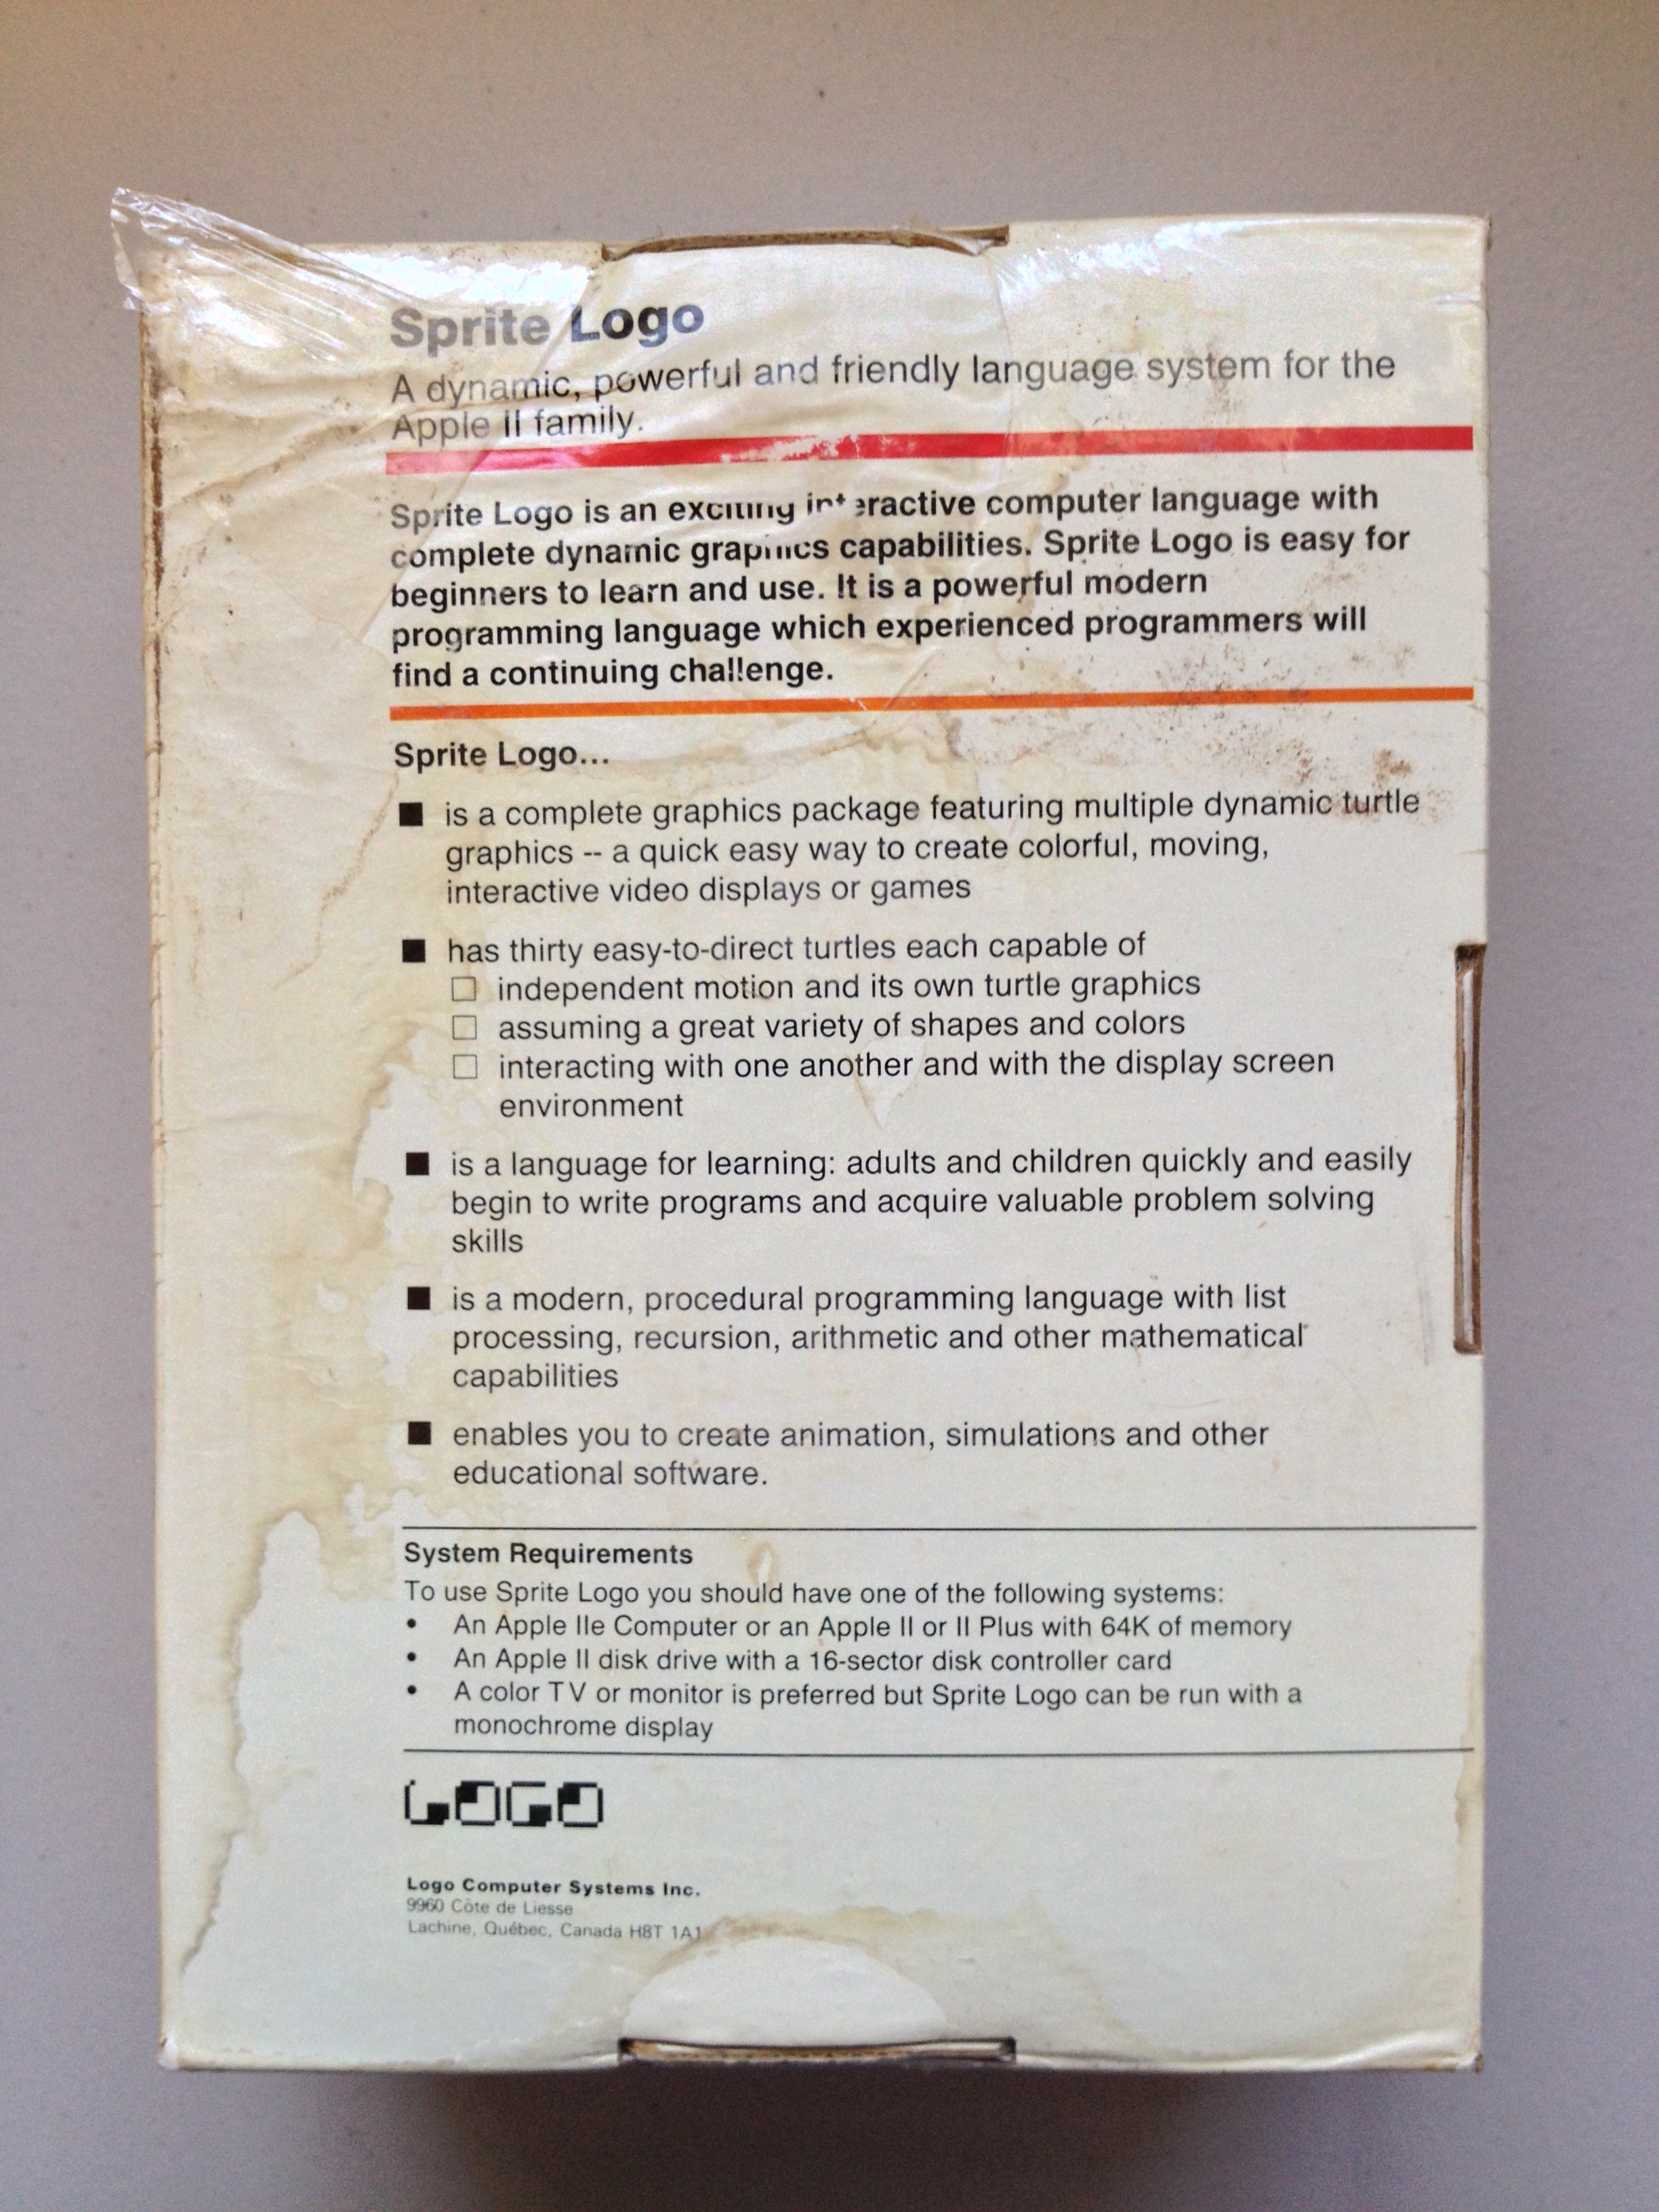 Sprite Logo
A dynamic, powerful and friendly language system for the
Apple II family.
Sprite Logo is an exciting interactive computer language with
complete dynamic graphics capabilities. Sprite Logo is easy for
beginners to learn and use. It is a powerful modern
programming language which experienced programmers will
find a continuing challenge.
Sprite Logo...
■ is a complete graphics package featuring multiple dynamic turtle
graphics -- a quick easy way to create colorful, moving,
interactive video displays or games
■ has thirty easy-to-direct turtles each capable of
□ independent motion and its own turtle graphics
□ assuming a great variety of shapes and colors
□ interacting with one another and with the display screen
environment
■ is a language for learning: adults and children quickly and easily
begin to write programs and acquire valuable problem solving
skills
■ is a modern, procedural programming language with list
processing, recursion, arithmetic and other mathematical
capabilities
■ enables you to create animation, simulations and other
educational software.
System Requirements
To use Sprite Logo you should have one of the following systems:
• An Apple IIe Computer or an Apple II or II Plus with 64K of memory
• An Apple II disk drive with a 16-sector disk controller card
• A color TV or monitor is preferred but Sprite Logo can be run with a
monochrome display
LOGO
Logo Computer Systems Inc.
9960 Côte de Liesse
Lachine, Québec, Canada H8T 1A1